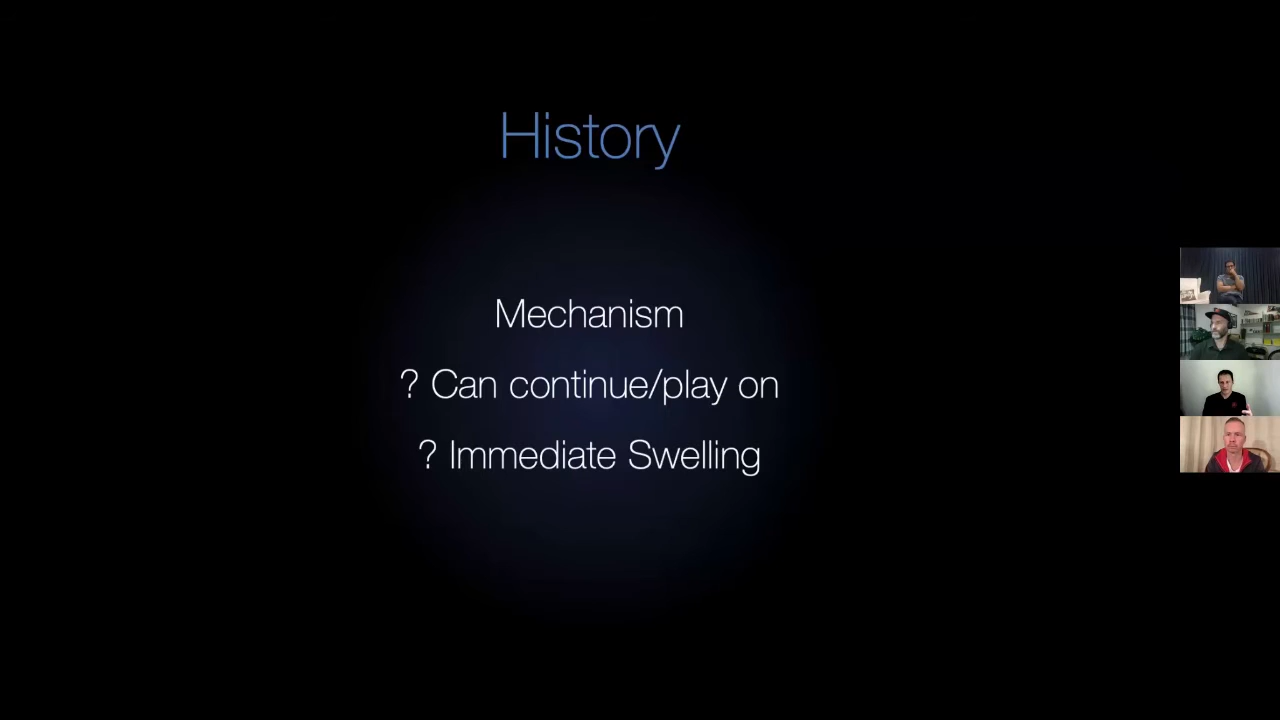 History
Mechanism
? Can continue/play on
? Immediate Swelling